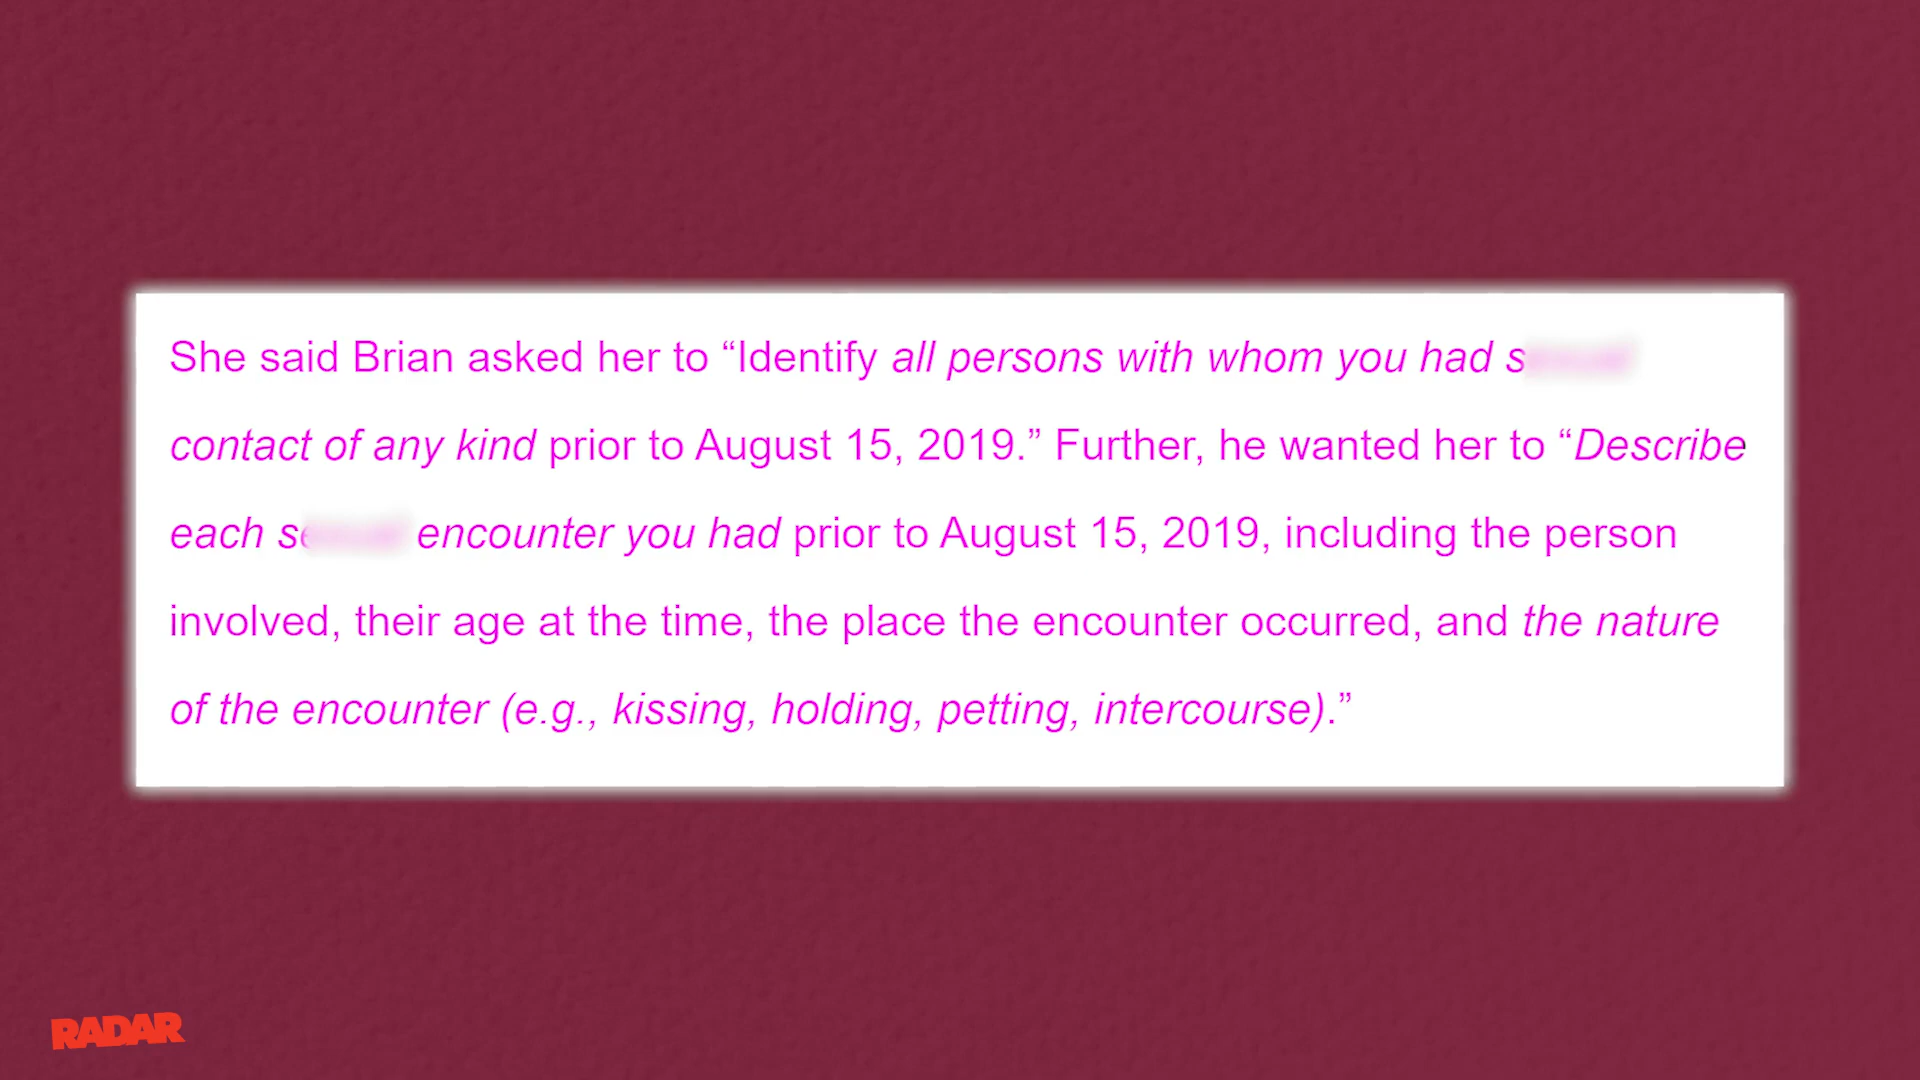 She said Brian asked her to “Identify all persons with whom you had s
contact of any kind prior to August 15, 2019.” Further, he wanted her to “Describe
each s encounter you had prior to August 15, 2019, including the person
involved, their age at the time, the place the encounter occurred, and the nature
of the encounter (e.g., kissing, holding, petting, intercourse).”
RADAR